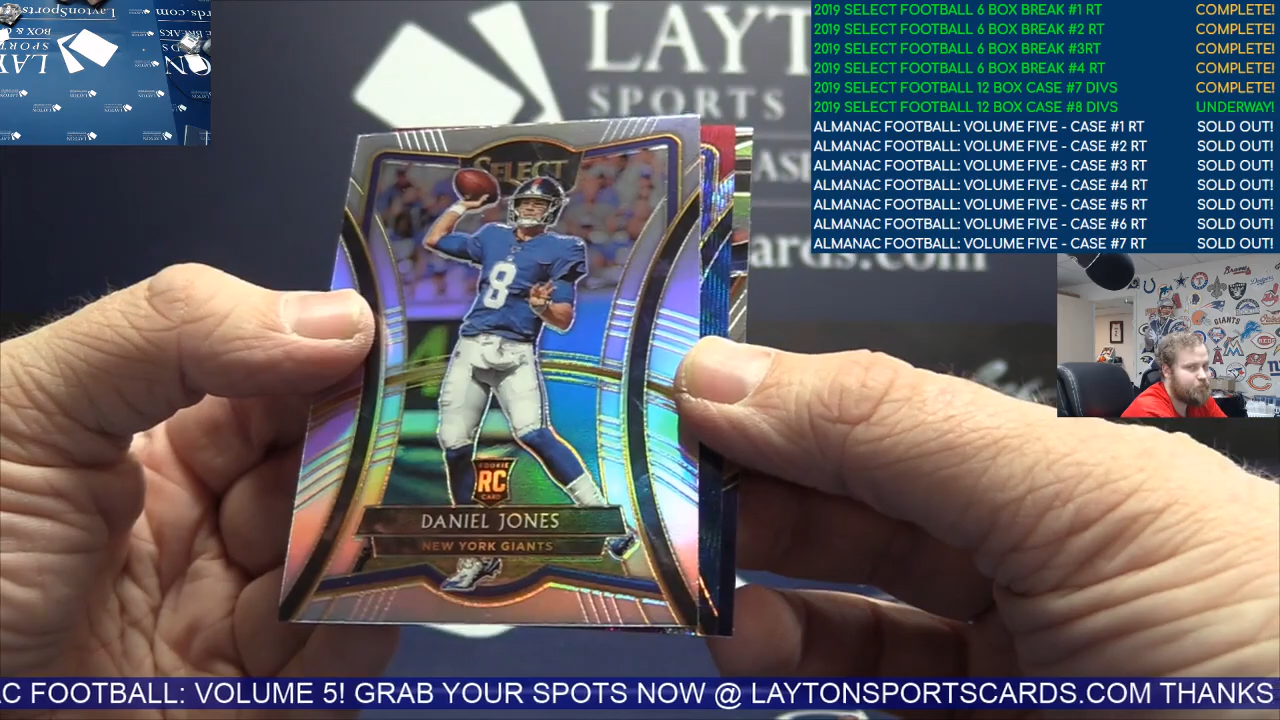 2019 SELECT FOOTBALL 6 BOX BREAK #1 RT COMPLETE!
2019 SELECT FOOTBALL 6 BOX BREAK #2 RT COMPLETE!
2019 SELECT FOOTBALL 6 BOX BREAK #3RT COMPLETE!
2019 SELECT FOOTBALL 6 BOX BREAK #4 RT COMPLETE!
2019 SELECT FOOTBALL 12 BOX CASE #7 DIVS COMPLETE!
2019 SELECT FOOTBALL 12 BOX CASE #8 DIVS UNDERWAY!
ALMANAC FOOTBALL: VOLUME FIVE - CASE #1 RT SOLD OUT!
ALMANAC FOOTBALL: VOLUME FIVE - CASE #2 RT SOLD OUT!
ALMANAC FOOTBALL: VOLUME FIVE - CASE #3 RT SOLD OUT!
ALMANAC FOOTBALL: VOLUME FIVE - CASE #4 RT SOLD OUT!
ALMANAC FOOTBALL: VOLUME FIVE - CASE #5 RT SOLD OUT!
ALMANAC FOOTBALL: VOLUME FIVE - CASE #6 RT SOLD OUT!
ALMANAC FOOTBALL: VOLUME FIVE - CASE #7 RT SOLD OUT!
LAYT
SPORTS
ards.com
SELECT
8
ROOKIE
RC
CARD
DANIEL JONES
NEW YORK GIANTS
GIANTS
AC FOOTBALL: VOLUME 5! GRAB YOUR SPOTS NOW @ LAYTONSPORTSCARDS.COM THANKS